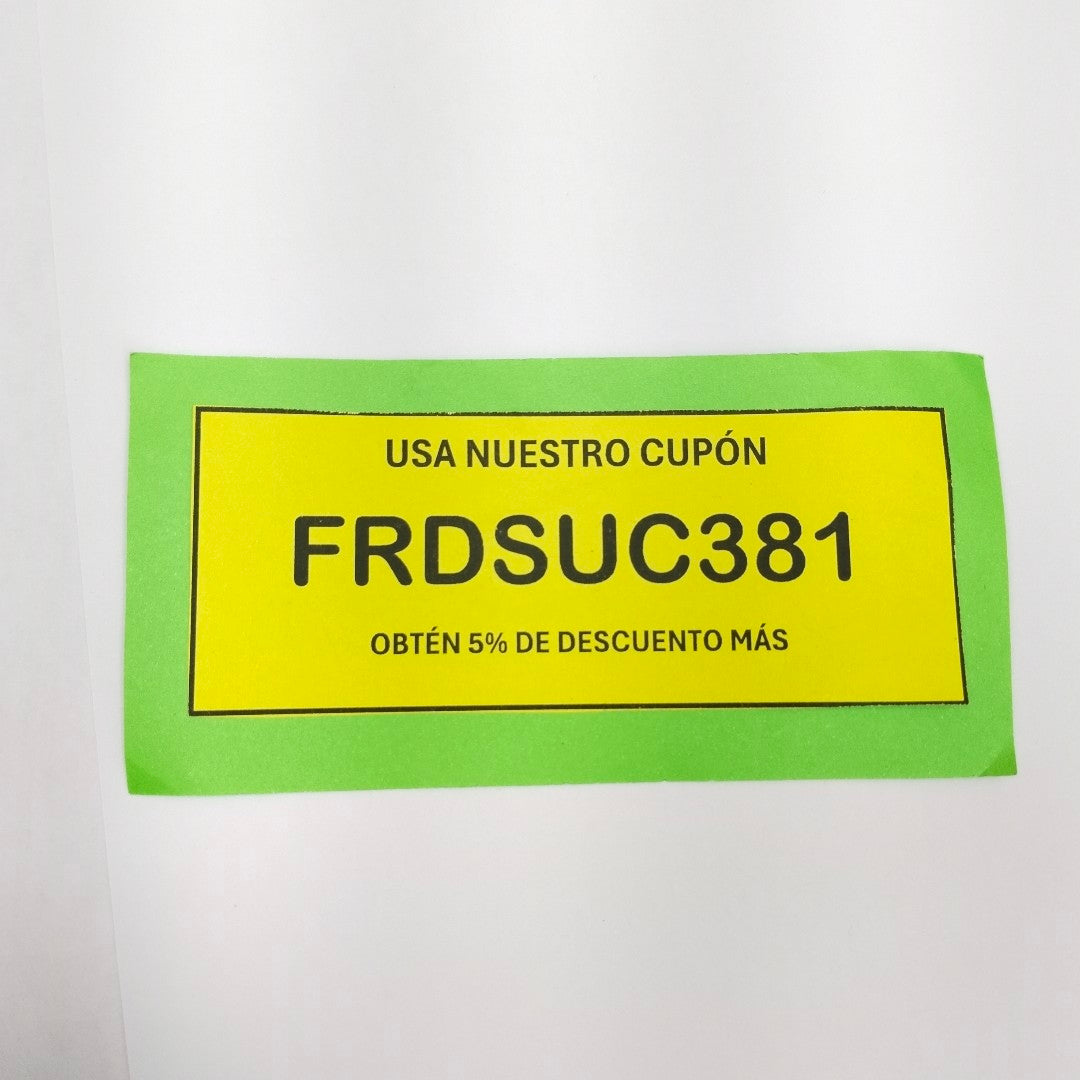 USA NUESTRO CUPÓN
FRDSUC381
OBTÉN 5% DE DESCUENTO MÁS